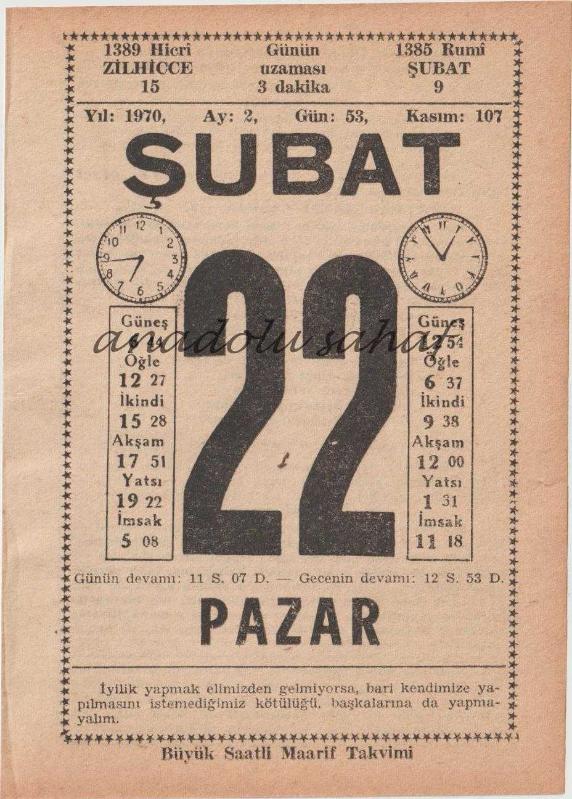 1389 Hicrî Günün 1385 Rumî
ZİLHİCCE uzaması ŞUBAT
15 3 dakika 9
Yıl: 1970, Ay: 2, Gün: 53, Kasım: 107
ŞUBAT
22
Güneş
Öğle
12 27
İkindi
15 28
Akşam
17 51
Yatsı
19 22
İmsak
5 08
Güneş
54
Öğle
6 37
İkindi
9 38
Akşam
12 00
Yatsı
1 31
İmsak
11 18
anadolu sahaf
Günün devamı: 11 S. 07 D. — Gecenin devamı: 12 S. 53 D.
PAZAR
İyilik yapmak elimizden gelmiyorsa, bari kendimize ya-
pılmasını istemediğimiz kötülüğü, başkalarına da yapma-
yalım.
Büyük Saatli Maarif Takvimi